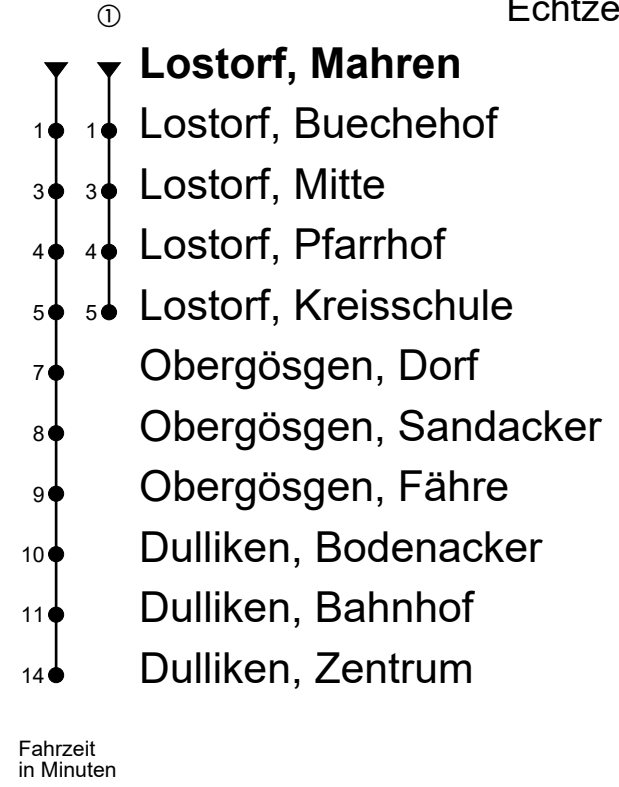 ① Echtze
Lostorf, Mahren
1 1 Lostorf, Buechehof
3 3 Lostorf, Mitte
4 4 Lostorf, Pfarrhof
5 5 Lostorf, Kreisschule
7 Obergösgen, Dorf
8 Obergösgen, Sandacker
9 Obergösgen, Fähre
10 Dulliken, Bodenacker
11 Dulliken, Bahnhof
14 Dulliken, Zentrum
Fahrzeit
in Minuten